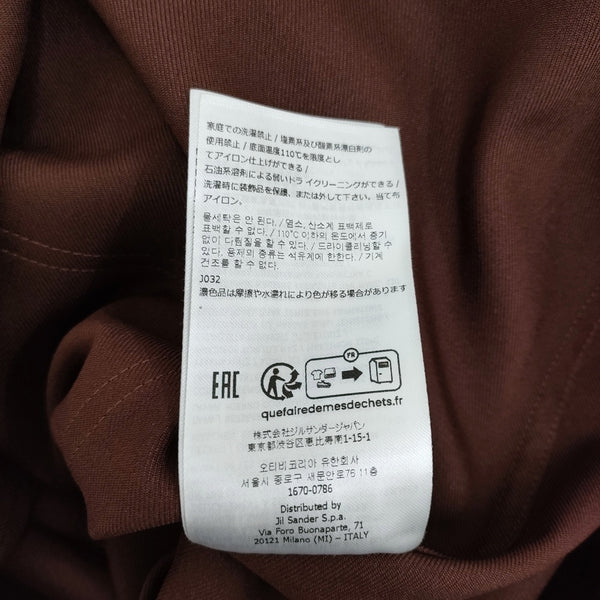 家庭での洗濯禁止 / 塩素系及び酸素系漂白剤の
使用禁止 / 底面温度110℃を限度とし
てアイロン仕上げができる /
石油系溶剤による弱いドライクリーニングができる /
洗濯時に装飾品を保護、または外して下さい。当て布
アイロン。
물세탁은 안 된다. / 염소, 산소계 표백제로
표백할 수 없다. / 110℃ 이하의 온도에서 증기
없이 다림질을 할 수 있다. / 드라이클리닝할 수
있다. 용제의 종류는 석유계에 한한다. / 기계
건조를 할 수 없다.
J032
濃色品は摩擦や水濡れにより色が移る場合があります
EAC
FR
quefairedemesdechets.fr
株式会社ジルサンダージャパン
東京都渋谷区恵比寿南1-15-1
오티비코리아 유한회사
서울시 종로구 새문안로76 11층
1670-0786
Distributed by
Jil Sander S.p.a.
Via Foro Buonaparte, 71
20121 Milano (MI) – ITALY